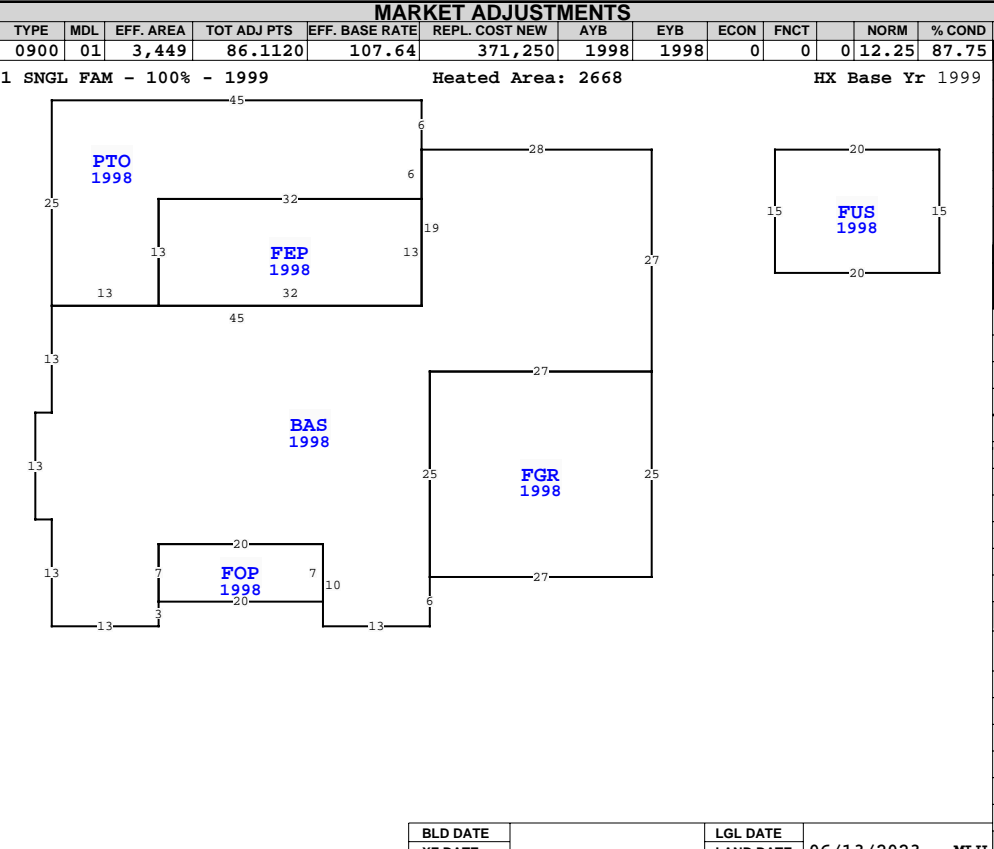 MARKET ADJUSTMENTS
TYPE MDL EFF. AREA TOT ADJ PTS EFF. BASE RATE REPL. COST NEW AYB EYB ECON FNCT NORM % COND
0900 01 3,449 86.1120 107.64 371,250 1998 1998 0 0 0 12.25 87.75
1 SNGL FAM - 100% - 1999 Heated Area: 2668 HX Base Yr 1999
45
6
28 20
PTO
1998
6
32
25 15 FUS 15
1998
19
13 FEP 13
1998
27
20
13 32
45
13
27
BAS
1998
13
25 FGR 25
1998
20
7 FOP 7
1998
10
20
27
13
6
3
13 13
BLD DATE LGL DATE